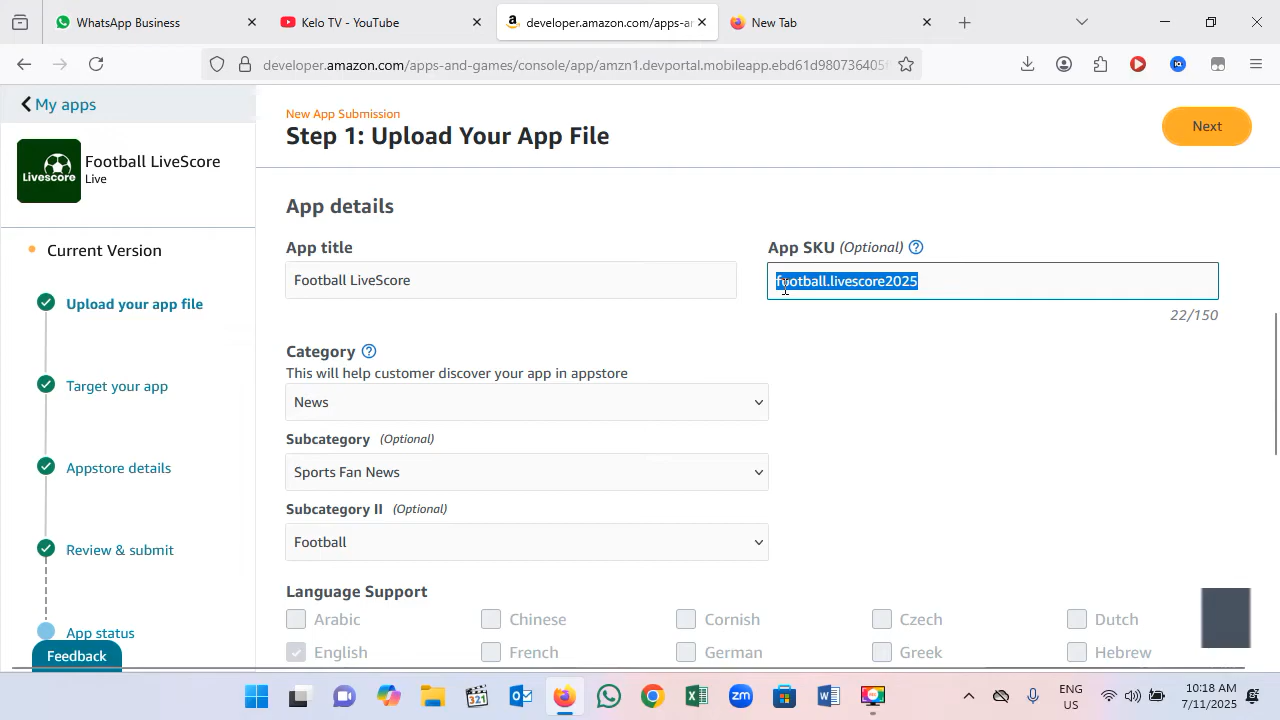 WhatsApp Business
Kelo TV - YouTube
developer.amazon.com/apps-ar
New Tab
developer.amazon.com/apps-and-games/console/app/amzn1.devportal.mobileapp.ebd61d9807364056
My apps
Livescore
Football LiveScore
Live
Current Version
Upload your app file
Target your app
Appstore details
Review & submit
App status
Feedback
New App Submission
Step 1: Upload Your App File
Next
App details
App title
App SKU (Optional) ?
Football LiveScore
football.livescore2025
22/150
Category ?
This will help customer discover your app in appstore
News
Subcategory (Optional)
Sports Fan News
Subcategory II (Optional)
Football
Language Support
Arabic
Chinese
Cornish
Czech
Dutch
English
French
German
Greek
Hebrew
ENG
US
10:18 AM
7/11/2025